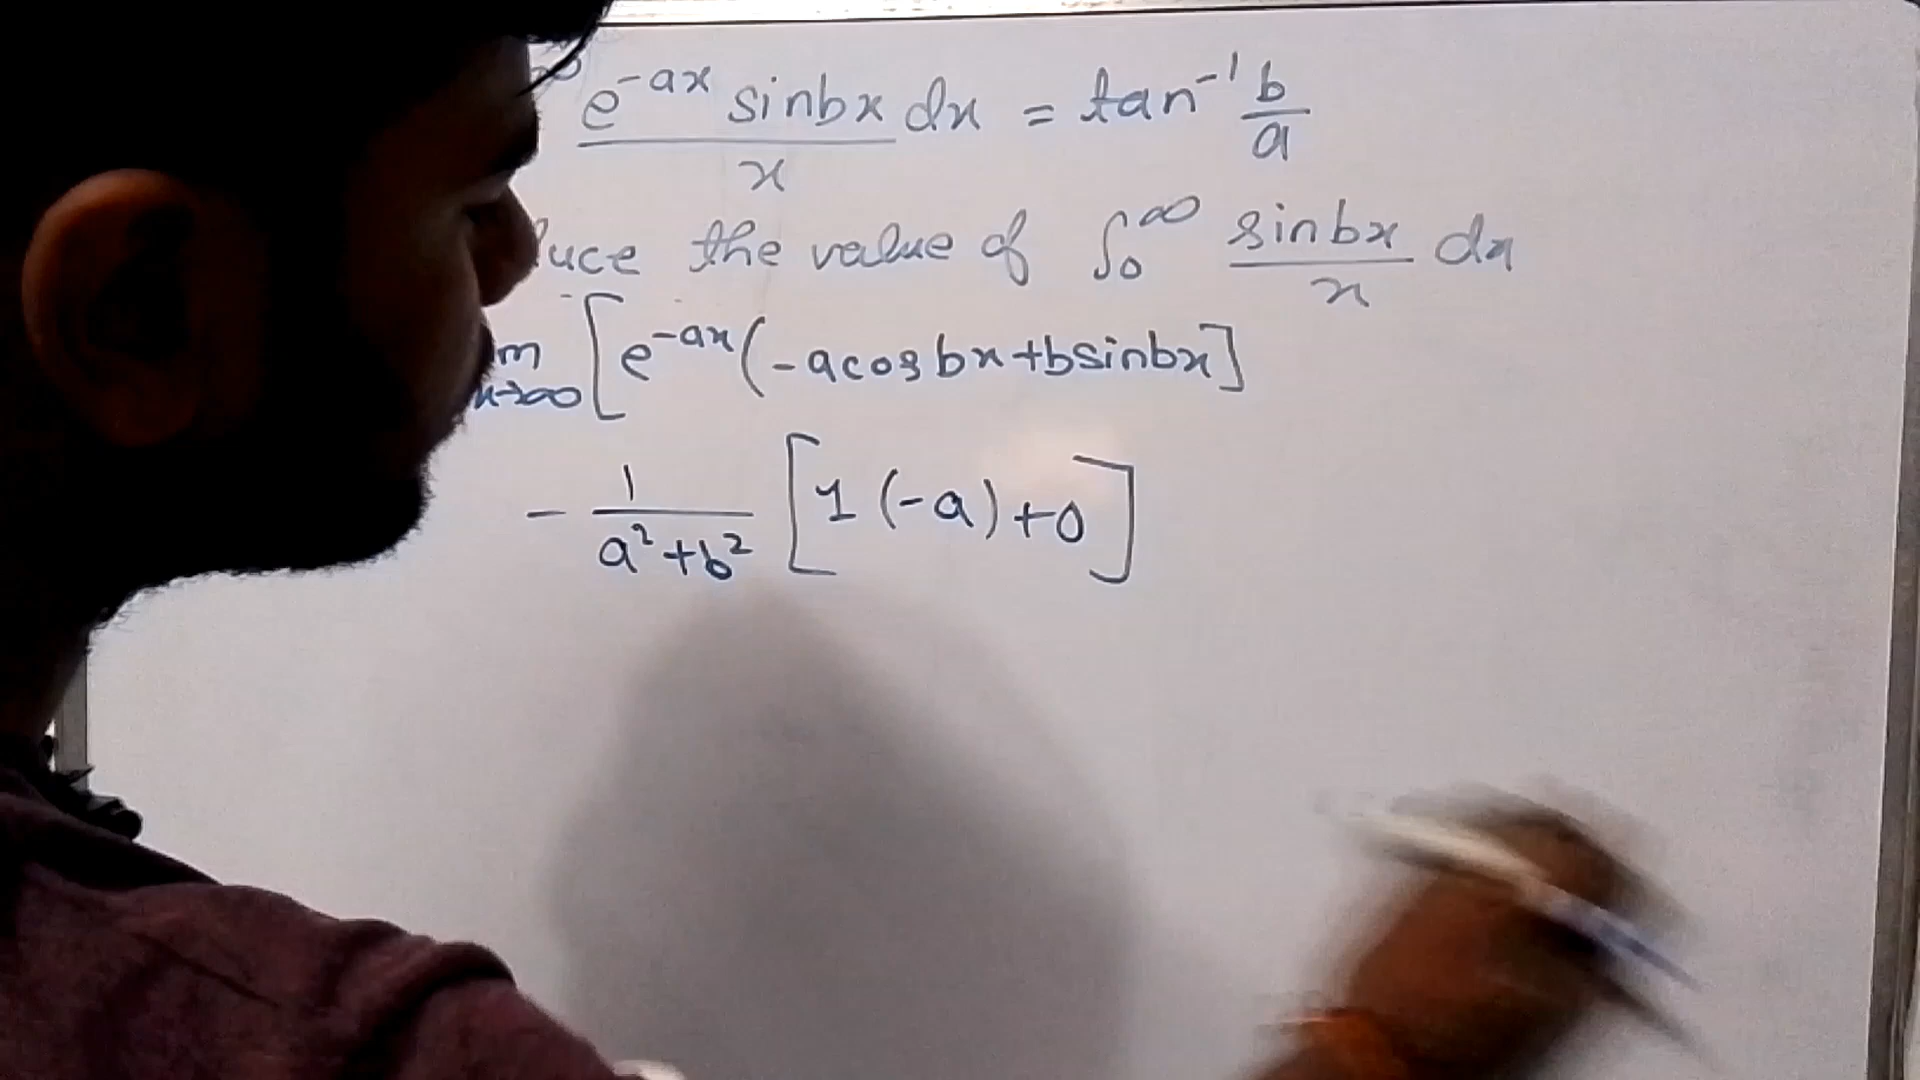 ∞ e^-ax sinbx / x dx = tan^-1 b/a
uce the value of ∫0^∞ sinbx / x dx
m x→∞ [e^-ax (-acosbx+bsinbx]
- 1 / a²+b² [1 (-a)+0]